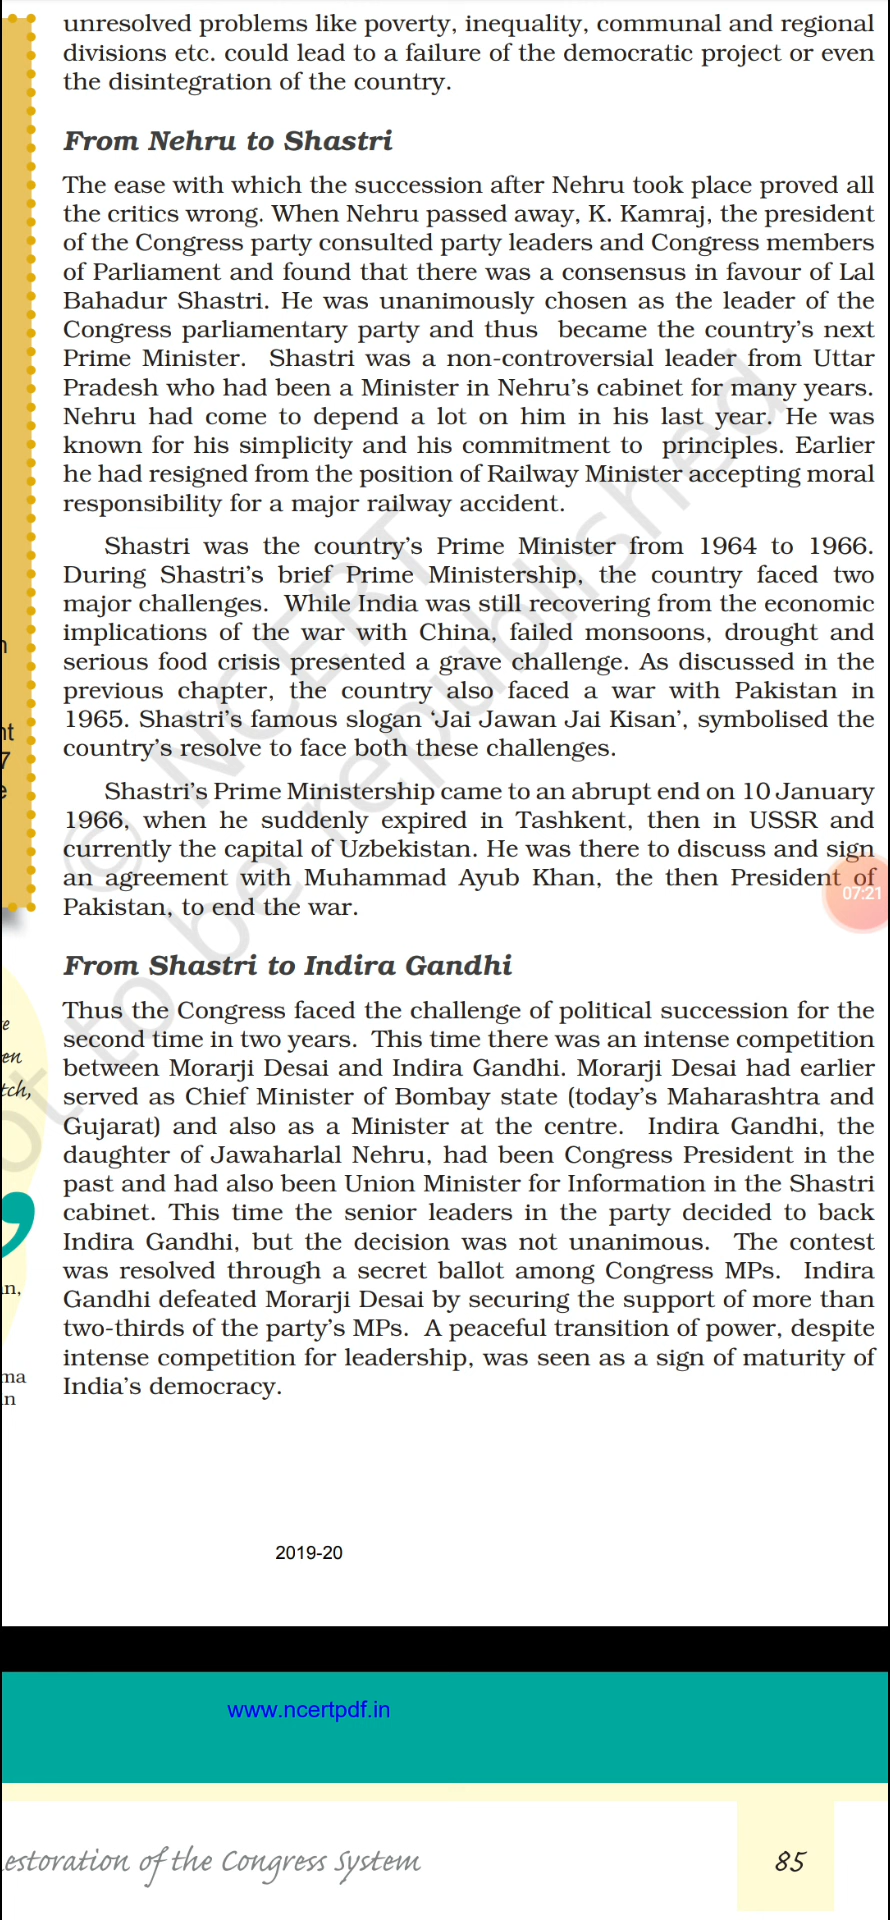 unresolved problems like poverty, inequality, communal and regional
divisions etc. could lead to a failure of the democratic project or even
the disintegration of the country.
From Nehru to Shastri
The ease with which the succession after Nehru took place proved all
the critics wrong. When Nehru passed away, K. Kamraj, the president
of the Congress party consulted party leaders and Congress members
of Parliament and found that there was a consensus in favour of Lal
Bahadur Shastri. He was unanimously chosen as the leader of the
Congress parliamentary party and thus became the country's next
Prime Minister. Shastri was a non-controversial leader from Uttar
Pradesh who had been a Minister in Nehru's cabinet for many years.
Nehru had come to depend a lot on him in his last year. He was
known for his simplicity and his commitment to principles. Earlier
he had resigned from the position of Railway Minister accepting moral
responsibility for a major railway accident.
Shastri was the country's Prime Minister from 1964 to 1966.
During Shastri's brief Prime Ministership, the country faced two
major challenges. While India was still recovering from the economic
implications of the war with China, failed monsoons, drought and
serious food crisis presented a grave challenge. As discussed in the
previous chapter, the country also faced a war with Pakistan in
1965. Shastri's famous slogan 'Jai Jawan Jai Kisan', symbolised the
country's resolve to face both these challenges.
Shastri's Prime Ministership came to an abrupt end on 10 January
1966, when he suddenly expired in Tashkent, then in USSR and
currently the capital of Uzbekistan. He was there to discuss and sign
an agreement with Muhammad Ayub Khan, the then President of
07:21
Pakistan, to end the war.
From Shastri to Indira Gandhi
Thus the Congress faced the challenge of political succession for the
second time in two years. This time there was an intense competition
between Morarji Desai and Indira Gandhi. Morarji Desai had earlier
served as Chief Minister of Bombay state (today's Maharashtra and
Gujarat) and also as a Minister at the centre. Indira Gandhi, the
daughter of Jawaharlal Nehru, had been Congress President in the
past and had also been Union Minister for Information in the Shastri
cabinet. This time the senior leaders in the party decided to back
Indira Gandhi, but the decision was not unanimous. The contest
was resolved through a secret ballot among Congress MPs. Indira
Gandhi defeated Morarji Desai by securing the support of more than
two-thirds of the party's MPs. A peaceful transition of power, despite
intense competition for leadership, was seen as a sign of maturity of
India's democracy.
© NCERT
not to be republished
2019-20
www.ncertpdf.in
estoration of the Congress System
85